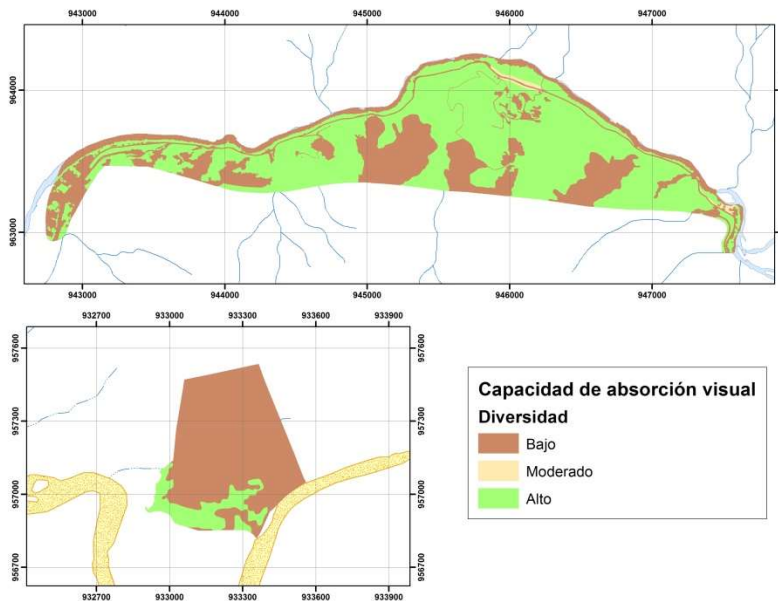 943000 944000 945000 946000 947000
964000 964000
963000 963000
943000 944000 945000 946000 947000
932700 933000 933300 933600 933900
957600 957600
957300 957300
957000 957000
956700 956700
932700 933000 933300 933600 933900
Capacidad de absorción visual
Diversidad
Bajo
Moderado
Alto